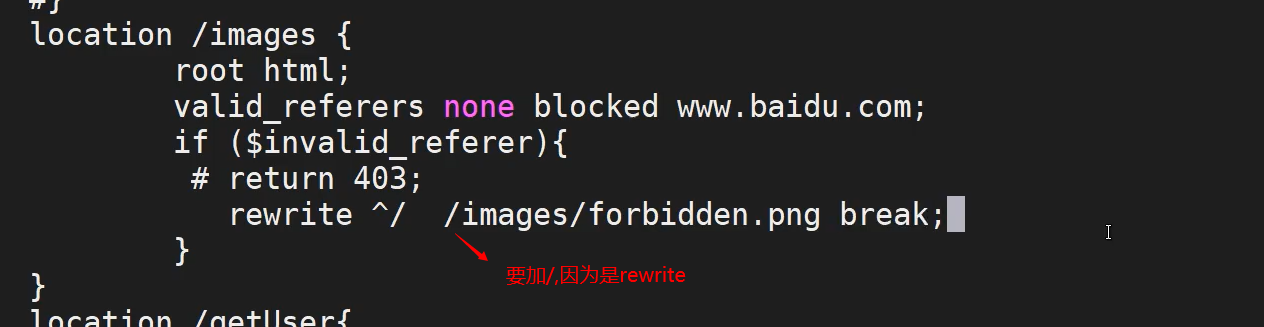 #}
location /images {
root html;
valid_referers none blocked www.baidu.com;
if ($invalid_referer){
# return 403;
rewrite ^/ /images/forbidden.png break;
}
要加/,因为是rewrite
}
location /getUser{